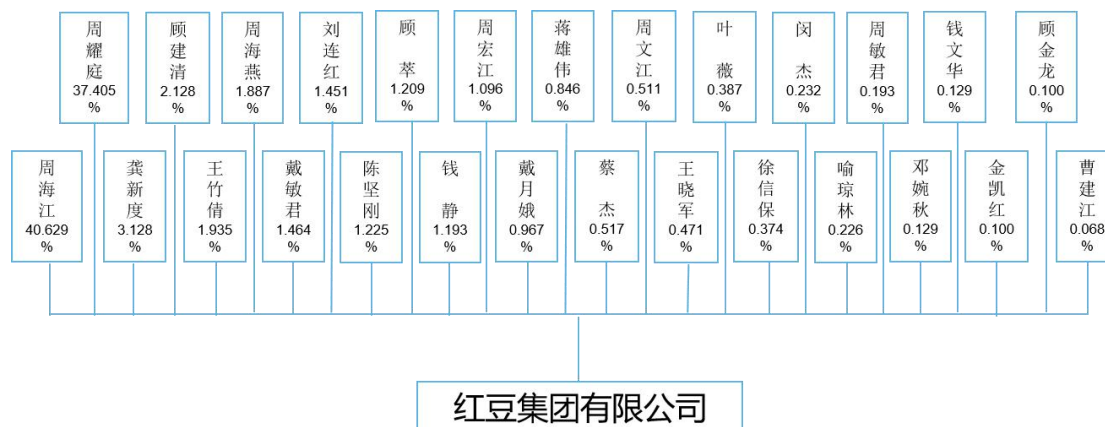 周耀庭
37.405
%
顾建清
2.128
%
周海燕
1.887
%
刘连红
1.451
%
顾萃
1.209
%
周宏江
1.096
%
蒋雄伟
0.846
%
周文江
0.511
%
叶薇
0.387
%
闵杰
0.232
%
周敏君
0.193
%
钱文华
0.129
%
顾金龙
0.100
%
周海江
40.629
%
龚新度
3.128
%
王竹倩
1.935
%
戴敏君
1.464
%
陈坚刚
1.225
%
钱静
1.193
%
戴月娥
0.967
%
蔡杰
0.517
%
王晓军
0.471
%
徐信保
0.374
%
喻琼林
0.226
%
邓婉秋
0.129
%
金凯红
0.100
%
曹建江
0.068
%
红豆集团有限公司